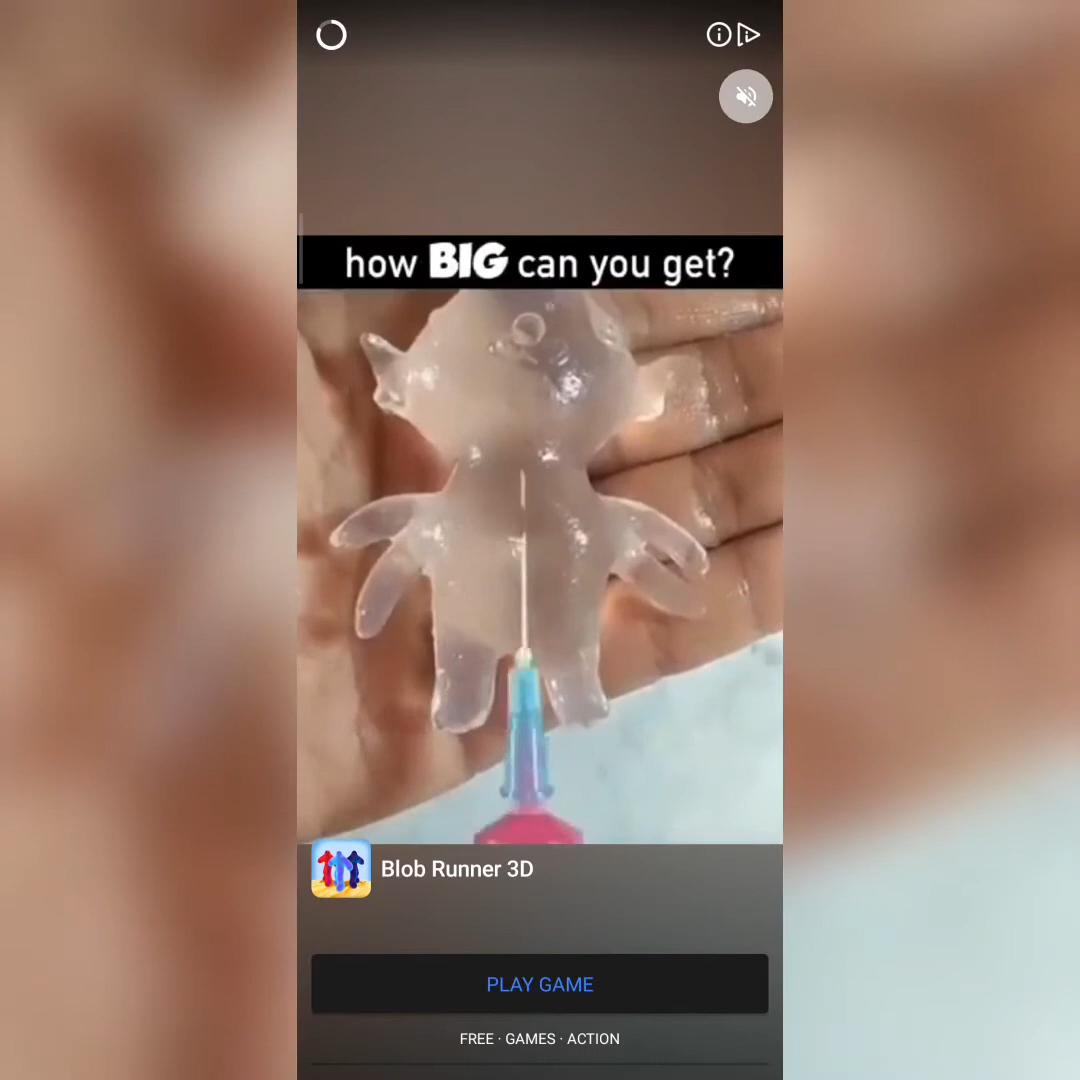 how BIG can you get?
Blob Runner 3D
PLAY GAME
FREE · GAMES · ACTION